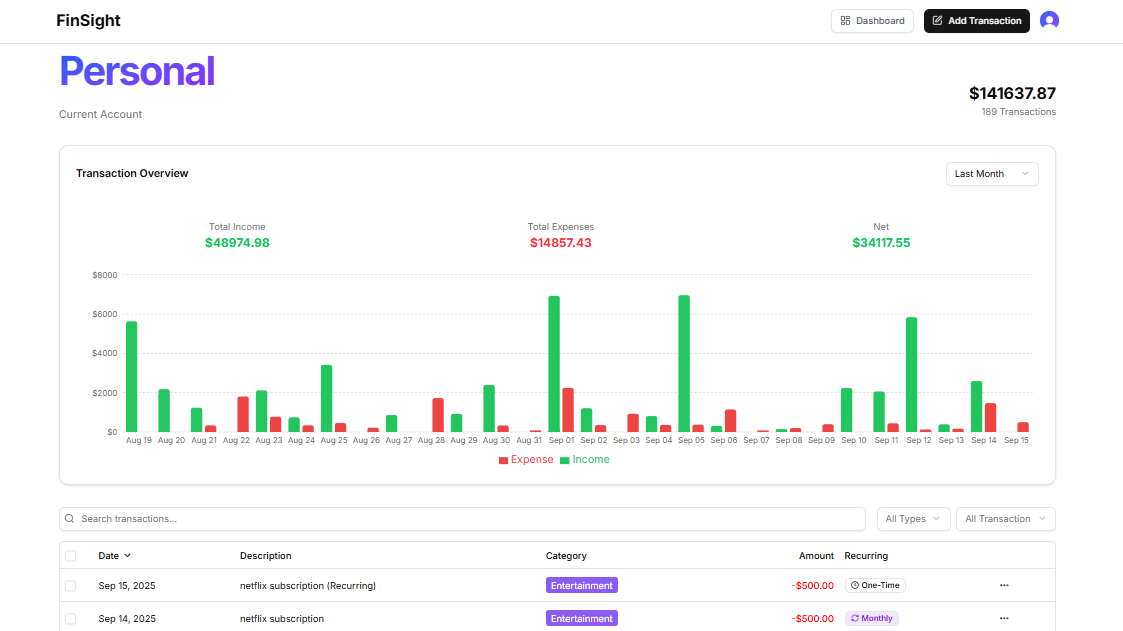 FinSight
Dashboard
Add Transaction
Personal
Current Account
$141637.87
189 Transactions
Transaction Overview
Last Month
Total Income
$48974.98
Total Expenses
$14857.43
Net
$34117.55
$8000
$6000
$4000
$2000
$0
Aug 19 Aug 20 Aug 21 Aug 22 Aug 23 Aug 24 Aug 25 Aug 26 Aug 27 Aug 28 Aug 29 Aug 30 Aug 31 Sep 01 Sep 02 Sep 03 Sep 04 Sep 05 Sep 06 Sep 07 Sep 08 Sep 09 Sep 10 Sep 11 Sep 12 Sep 13 Sep 14 Sep 15
Expense Income
Search transactions...
All Types
All Transaction
Date Description Category Amount Recurring
Sep 15, 2025 netflix subscription (Recurring) Entertainment -$500.00 One-Time ...
Sep 14, 2025 netflix subscription Entertainment -$500.00 Monthly ...